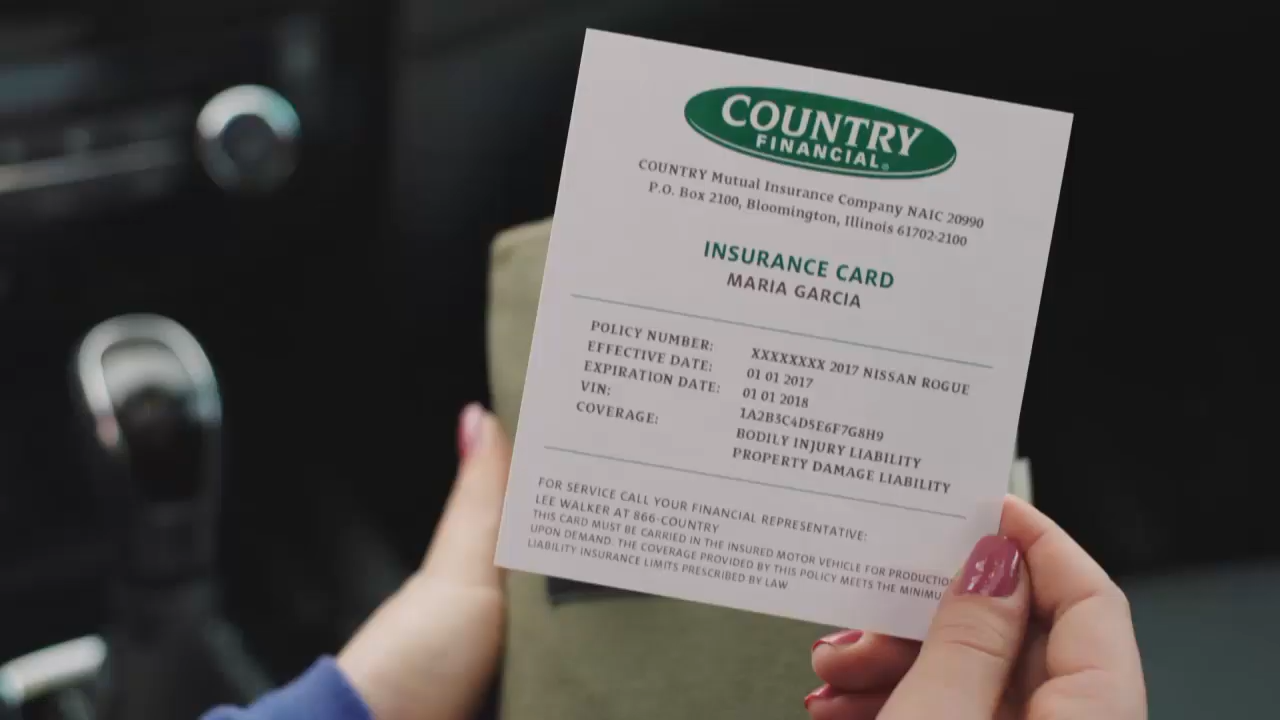 COUNTRY
FINANCIAL®
COUNTRY Mutual Insurance Company NAIC 20990
P.O. Box 2100, Bloomington, Illinois 61702-2100
INSURANCE CARD
MARIA GARCIA
POLICY NUMBER: XXXXXXXX 2017 NISSAN ROGUE
EFFECTIVE DATE: 01 01 2017
EXPIRATION DATE: 01 01 2018
VIN: 1A2B3C4D5E6F7G8H9
COVERAGE: BODILY INJURY LIABILITY
PROPERTY DAMAGE LIABILITY
FOR SERVICE CALL YOUR FINANCIAL REPRESENTATIVE:
LEE WALKER AT 866-COUNTRY
THIS CARD MUST BE CARRIED IN THE INSURED MOTOR VEHICLE FOR PRODUCTIO
UPON DEMAND. THE COVERAGE PROVIDED BY THIS POLICY MEETS THE MINIMU
LIABILITY INSURANCE LIMITS PRESCRIBED BY LAW